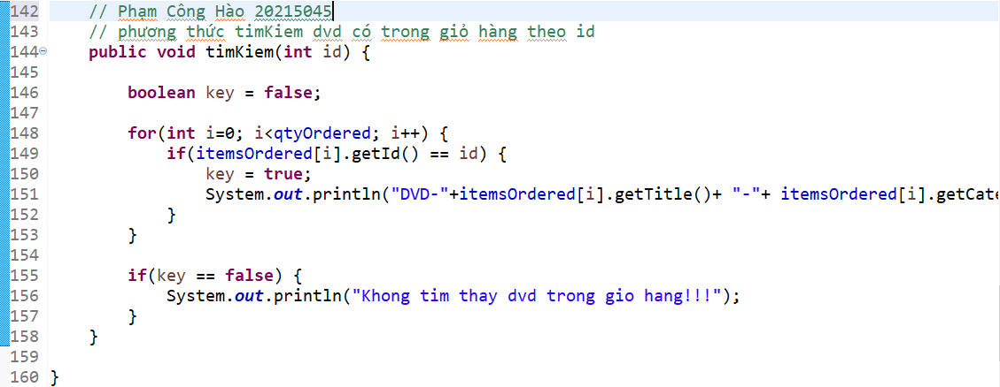 142 // Phạm Công Hào 20215045
143 // phương thức timKiem dvd có trong giỏ hàng theo id
144 public void timKiem(int id) {
145
146 boolean key = false;
147
148 for(int i=0; i<qtyOrdered; i++) {
149 if(itemsOrdered[i].getId() == id) {
150 key = true;
151 System.out.println("DVD-"+itemsOrdered[i].getTitle()+ "-"+ itemsOrdered[i].getCate
152 }
153 }
154
155 if(key == false) {
156 System.out.println("Khong tim thay dvd trong gio hang!!!");
157 }
158 }
159
160 }